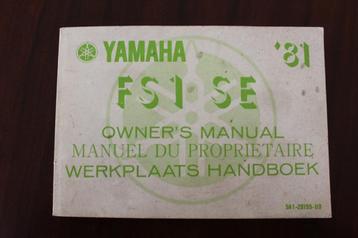 YAMAHA '81
FS1 SE
OWNER'S MANUAL
MANUEL DU PROPRIETAIRE
WERKPLAATS HANDBOEK